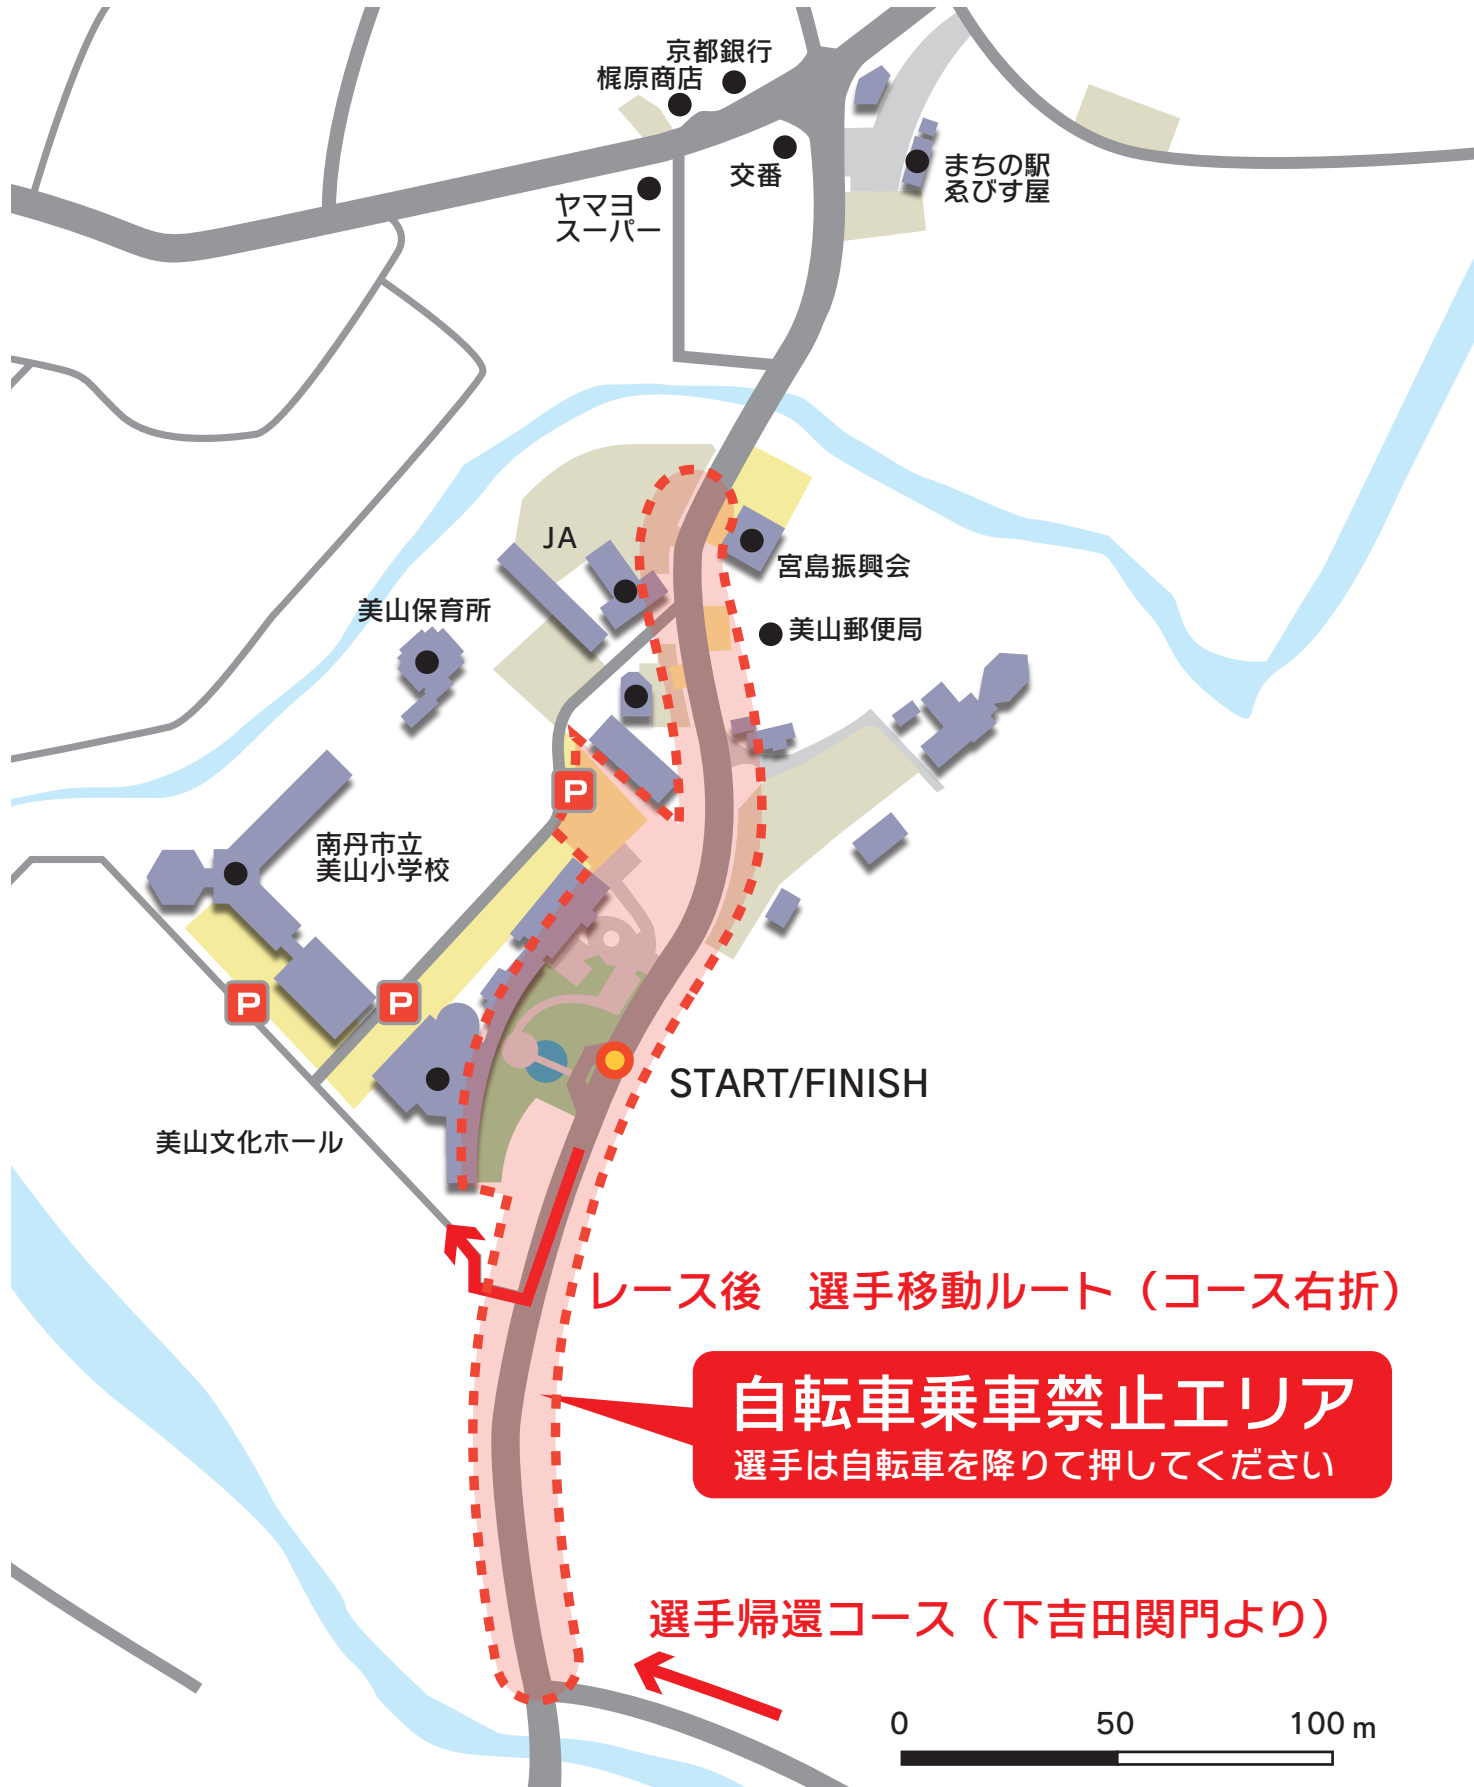 京都銀行
梶原商店
交番
まちの駅
ゑびす屋
ヤマヨ
スーパー
JA
宮島振興会
美山保育所
美山郵便局
P
南丹市立
美山小学校
P
P
START/FINISH
美山文化ホール
レース後　選手移動ルート（コース右折）
自転車乗車禁止エリア
選手は自転車を降りて押してください
選手帰還コース（下吉田関門より）
0 50 100 m